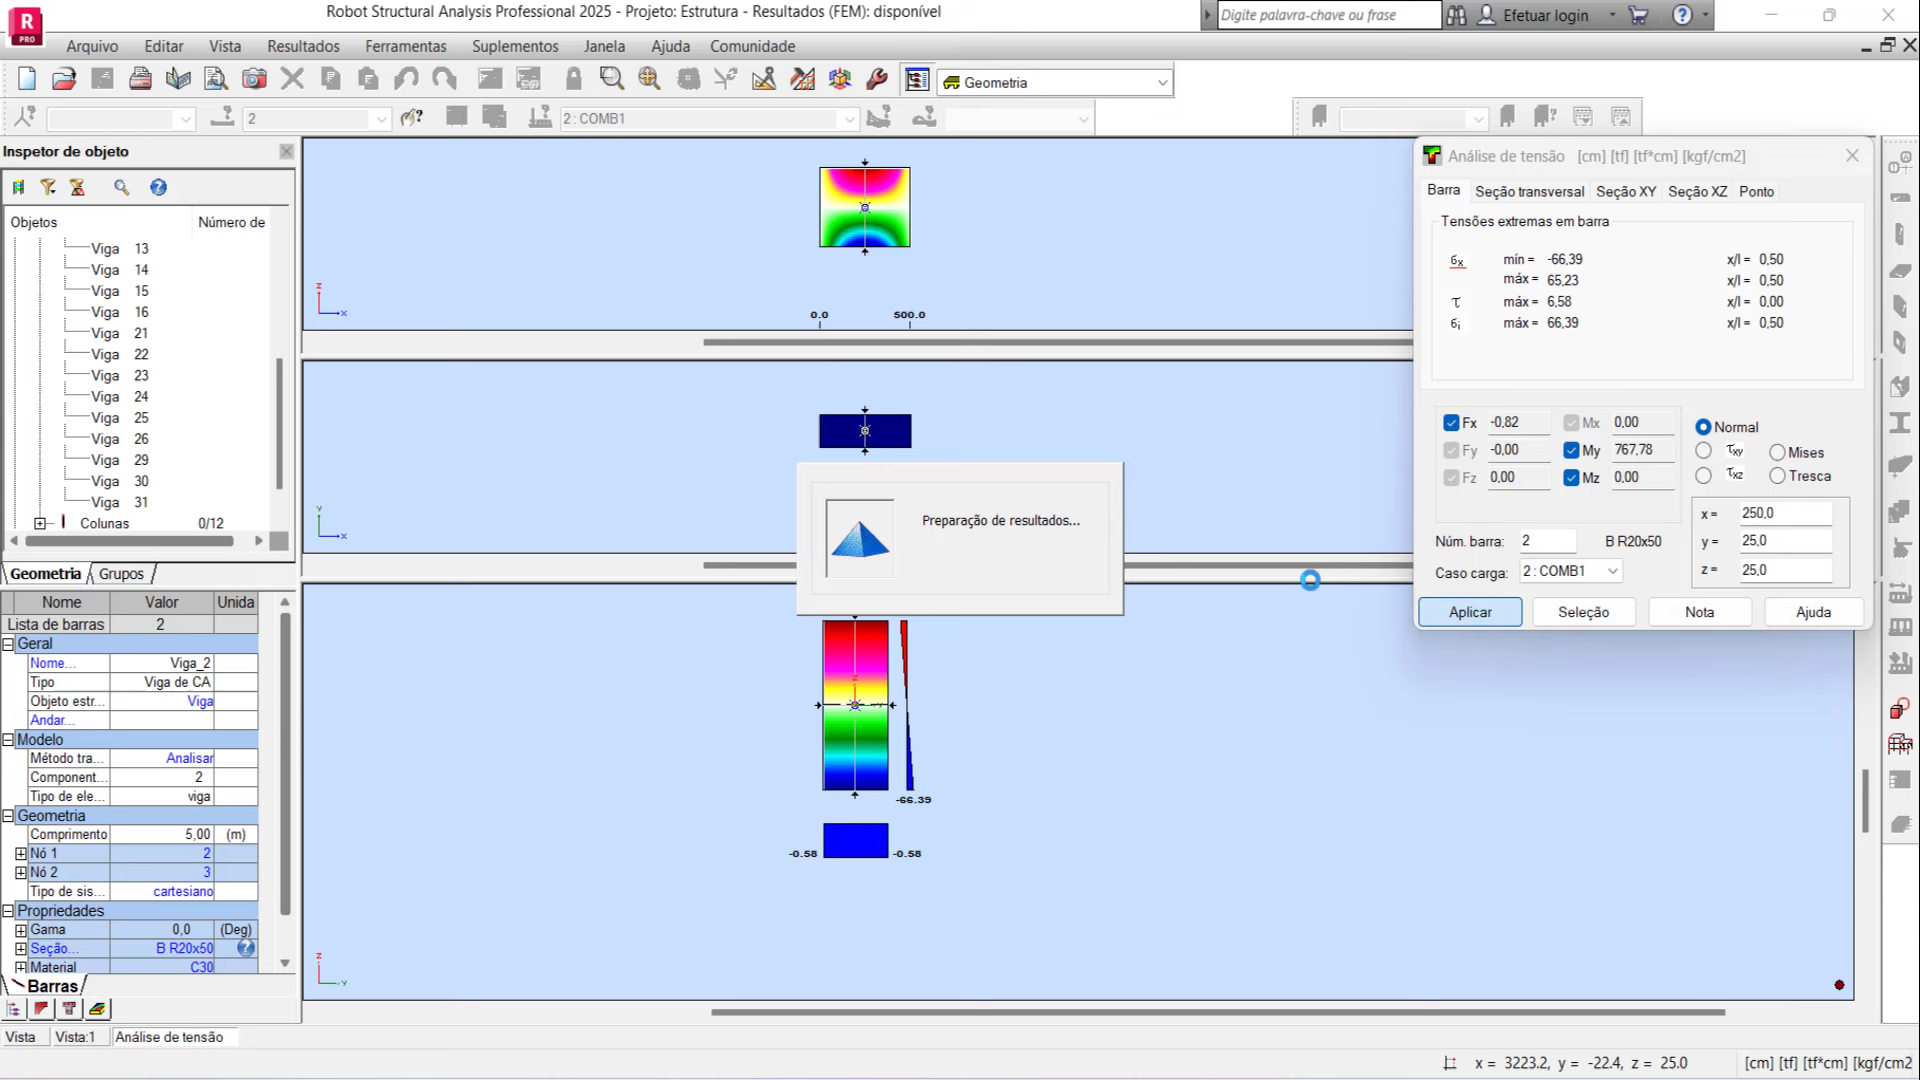 R
PRO
Robot Structural Analysis Professional 2025 - Projeto: Estrutura - Resultados (FEM): disponível
Digite palavra-chave ou frase
Efetuar login
Arquivo Editar Vista Resultados Ferramentas Suplementos Janela Ajuda Comunidade
Geometria
2
2 : COMB1
Inspetor de objeto
Objetos Número de
Viga 13
Viga 14
Viga 15
Viga 16
Viga 21
Viga 22
Viga 23
Viga 24
Viga 25
Viga 26
Viga 29
Viga 30
Viga 31
Colunas 0/12
Geometria Grupos
Nome Valor Unida
Lista de barras 2
Geral
Nome... Viga_2
Tipo Viga de CA
Objeto estr... Viga
Andar...
Modelo
Método tra... Analisar
Component... 2
Tipo de ele... viga
Geometria
Comprimento 5,00 (m)
Nó 1 2
Nó 2 3
Tipo de sis... cartesiano
Propriedades
Gama 0,0 (Deg)
Seção... B R20x50
Material C30
Barras
Vista Vista:1 Análise de tensão
z
x
0.0 500.0
Y
x
Preparação de resultados...
-66.39
-0.58 -0.58
z
Y
Análise de tensão [cm] [tf] [tf*cm] [kgf/cm2]
Barra Seção transversal Seção XY Seção XZ Ponto
Tensões extremas em barra
σx mín = -66,39 x/l = 0,50
máx = 65,23 x/l = 0,50
τ máx = 6,58 x/l = 0,00
σi máx = 66,39 x/l = 0,50
Fx -0,82 Mx 0,00
Fy -0,00 My 767,78
Fz 0,00 Mz 0,00
Normal
τxy Mises
τxz Tresca
x = 250,0
y = 25,0
z = 25,0
Núm. barra: 2 B R20x50
Caso carga: 2 : COMB1
Aplicar Seleção Nota Ajuda
x = 3223.2, y = -22.4, z = 25.0
[cm] [tf] [tf*cm] [kgf/cm2